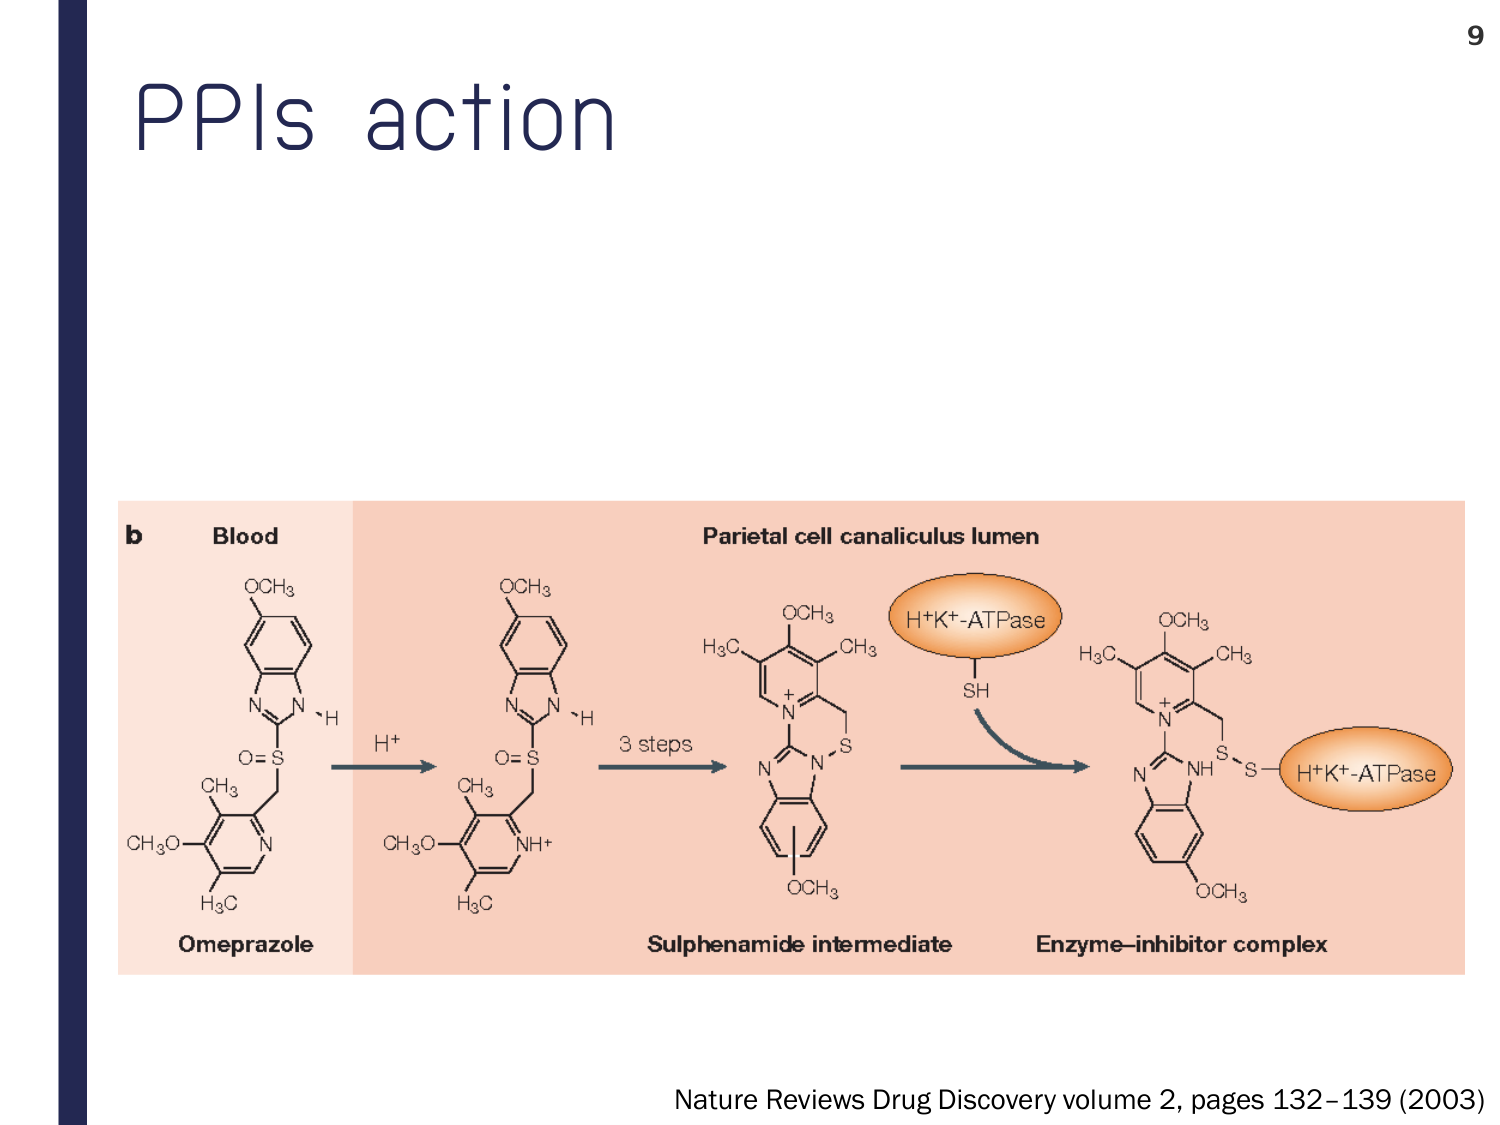 9
PPIs action
b
Blood
Parietal cell canaliculus lumen
OCH₃
N
N
H
O=S
CH₃
CH₃O
N
H₃C
Omeprazole
H⁺
OCH₃
N
N
H
O=S
CH₃
CH₃O
NH⁺
H₃C
3 steps
OCH₃
H₃C
CH₃
+
N
S
N
N
OCH₃
Sulphenamide intermediate
H⁺K⁺-ATPase
SH
OCH₃
H₃C
CH₃
+
N
S
S
H⁺K⁺-ATPase
N
NH
OCH₃
Enzyme–inhibitor complex
Nature Reviews Drug Discovery volume 2, pages 132–139 (2003)